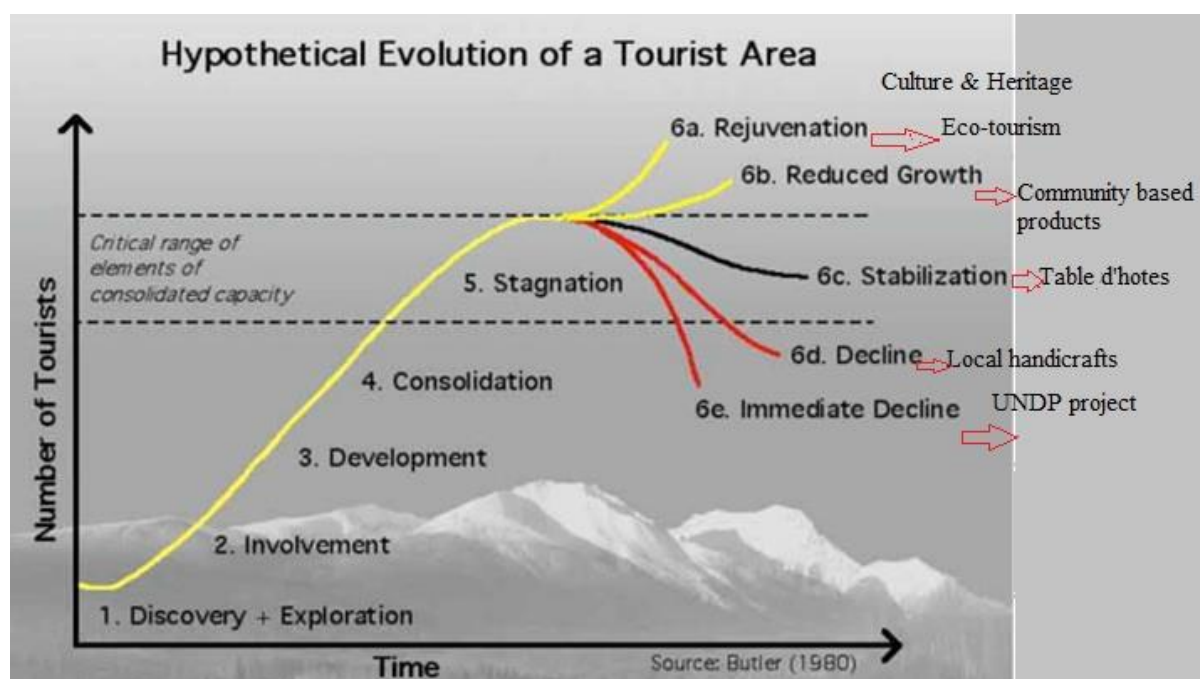 Hypothetical Evolution of a Tourist Area
Culture & Heritage
6a. Rejuvenation
Eco-tourism
6b. Reduced Growth
Community based
products
Critical range of
elements of
consolidated capacity
5. Stagnation
6c. Stabilization
Table d'hotes
6d. Decline
Local handicrafts
4. Consolidation
6e. Immediate Decline
UNDP project
3. Development
2. Involvement
1. Discovery + Exploration
Number of Tourists
Time
Source: Butler (1980)